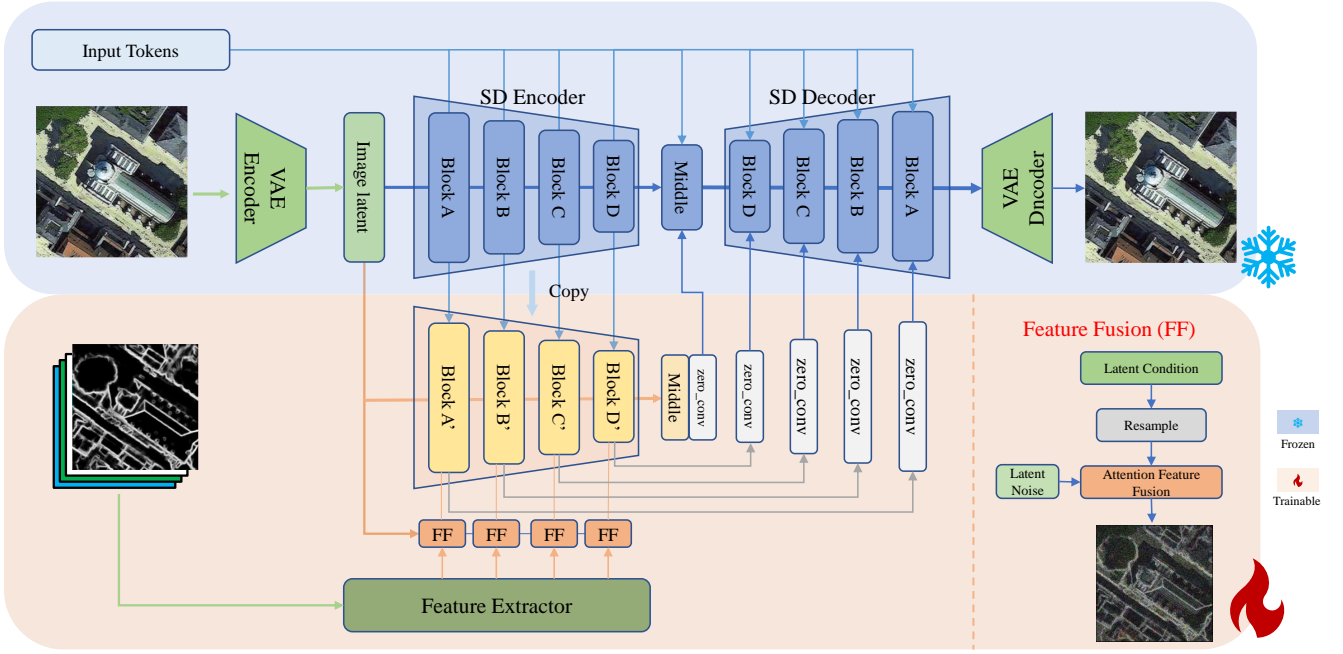 Input Tokens
SD Encoder
SD Decoder
VAE
Encoder
Image latent
Block A
Block B
Block C
Block D
Middle
Block D
Block C
Block B
Block A
VAE
Dncoder
Copy
Block A’
Block B’
Block C’
Block D’
Middle
zero_conv
zero_conv
zero_conv
zero_conv
zero_conv
FF
FF
FF
FF
Feature Extractor
Feature Fusion (FF)
Latent Condition
Resample
Latent
Noise
Attention Feature
Fusion
Frozen
Trainable